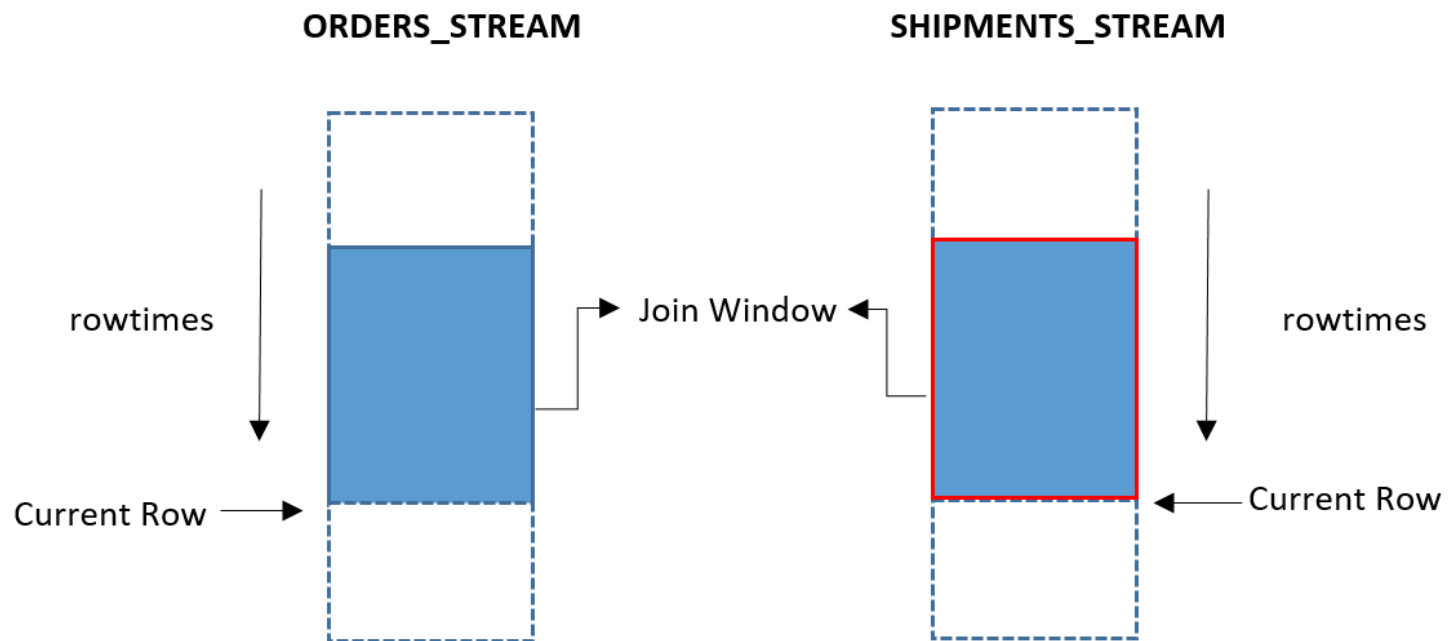 ORDERS_STREAM
SHIPMENTS_STREAM
rowtimes
Join Window
rowtimes
Current Row
Current Row